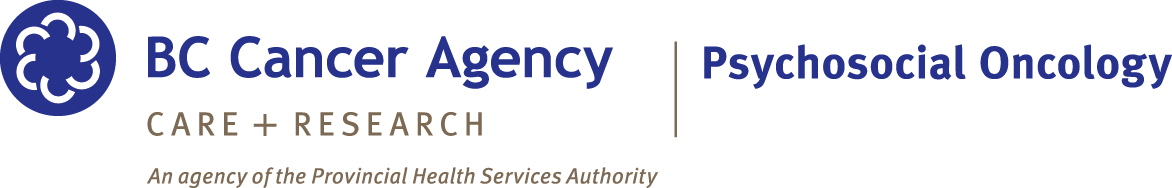 BC Cancer Agency
CARE + RESEARCH
An agency of the Provincial Health Services Authority
Psychosocial Oncology